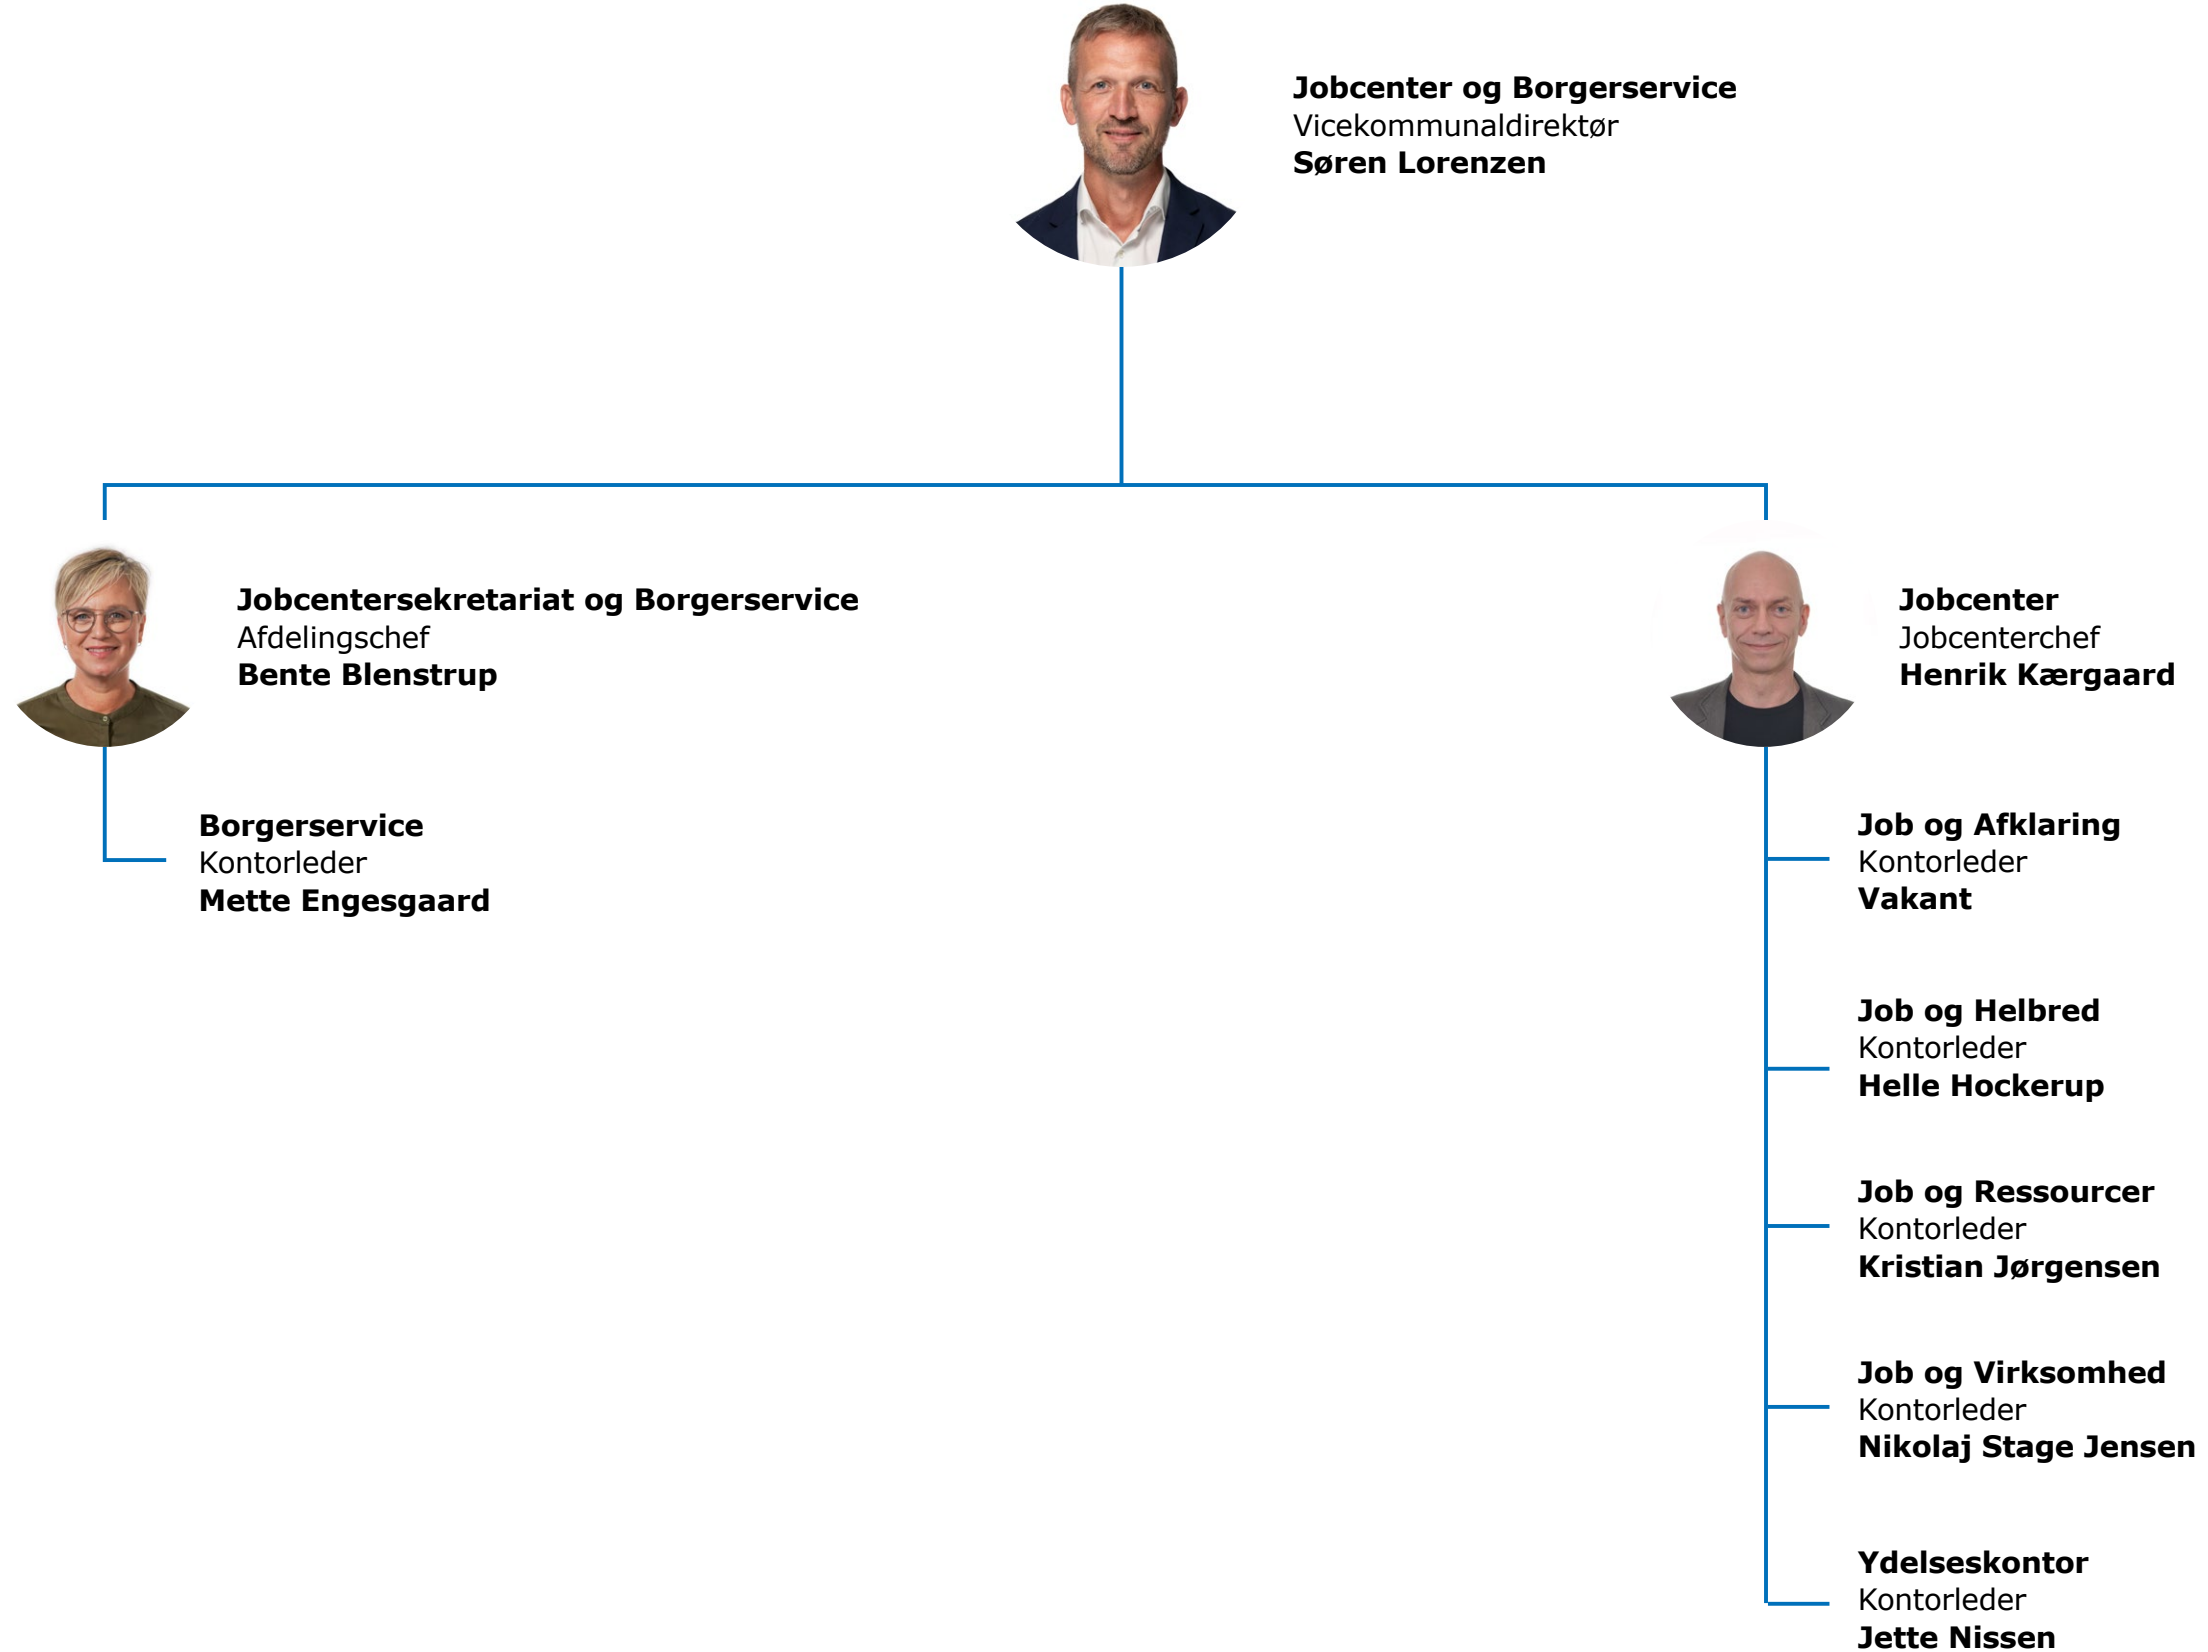 Jobcenter og Borgerservice
Vicekommunaldirektør
Søren Lorenzen
Jobcentersekretariat og Borgerservice
Afdelingschef
Bente Blenstrup
Borgerservice
Kontorleder
Mette Engesgaard
Jobcenter
Jobcenterchef
Henrik Kærgaard
Job og Afklaring
Kontorleder
Vakant
Job og Helbred
Kontorleder
Helle Hockerup
Job og Ressourcer
Kontorleder
Kristian Jørgensen
Job og Virksomhed
Kontorleder
Nikolaj Stage Jensen
Ydelseskontor
Kontorleder
Jette Nissen